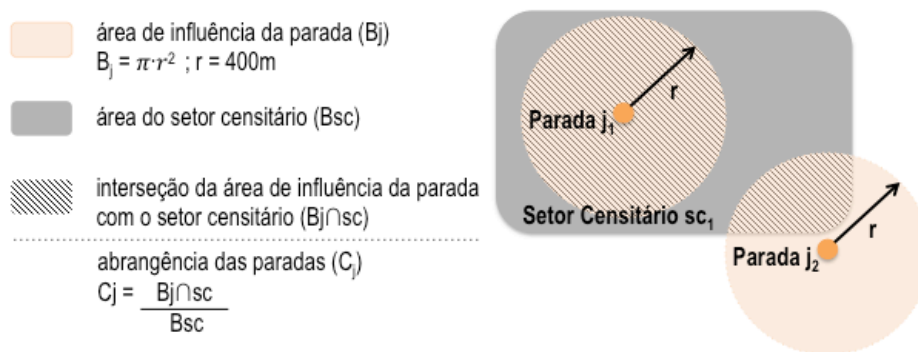 área de influência da parada (Bj)
Bj = π·r² ; r = 400m
área do setor censitário (Bsc)
interseção da área de influência da parada
com o setor censitário (Bj∩sc)
abrangência das paradas (Cj)
Cj = Bj∩sc
Bsc
r
Parada j₁
Setor Censitário sc₁
r
Parada j₂